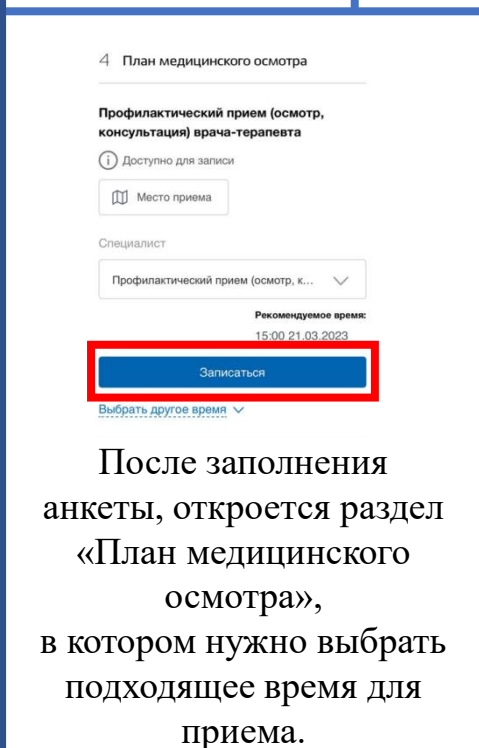 4 План медицинского осмотра
Профилактический прием (осмотр,
консультация) врача-терапевта
i Доступно для записи
Место приема
Специалист
Профилактический прием (осмотр, к...
Рекомендуемое время:
15:00 21.03.2023
Записаться
Выбрать другое время
После заполнения
анкеты, откроется раздел
«План медицинского
осмотра»,
в котором нужно выбрать
подходящее время для
приема.